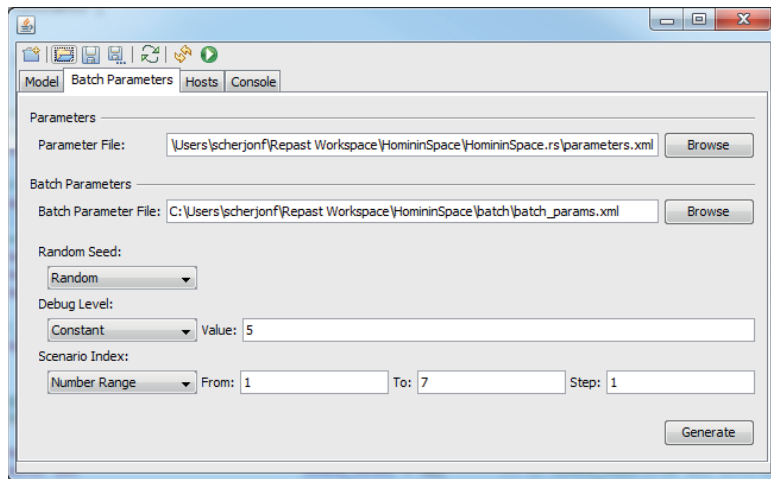 Model Batch Parameters Hosts Console
Parameters
Parameter File: \Users\scherjonf\Repast Workspace\HomininSpace\HomininSpace.rs\parameters.xml Browse
Batch Parameters
Batch Parameter File: C:\Users\scherjonf\Repast Workspace\HomininSpace\batch\batch_params.xml Browse
Random Seed:
Random
Debug Level:
Constant Value: 5
Scenario Index:
Number Range From: 1 To: 7 Step: 1
Generate